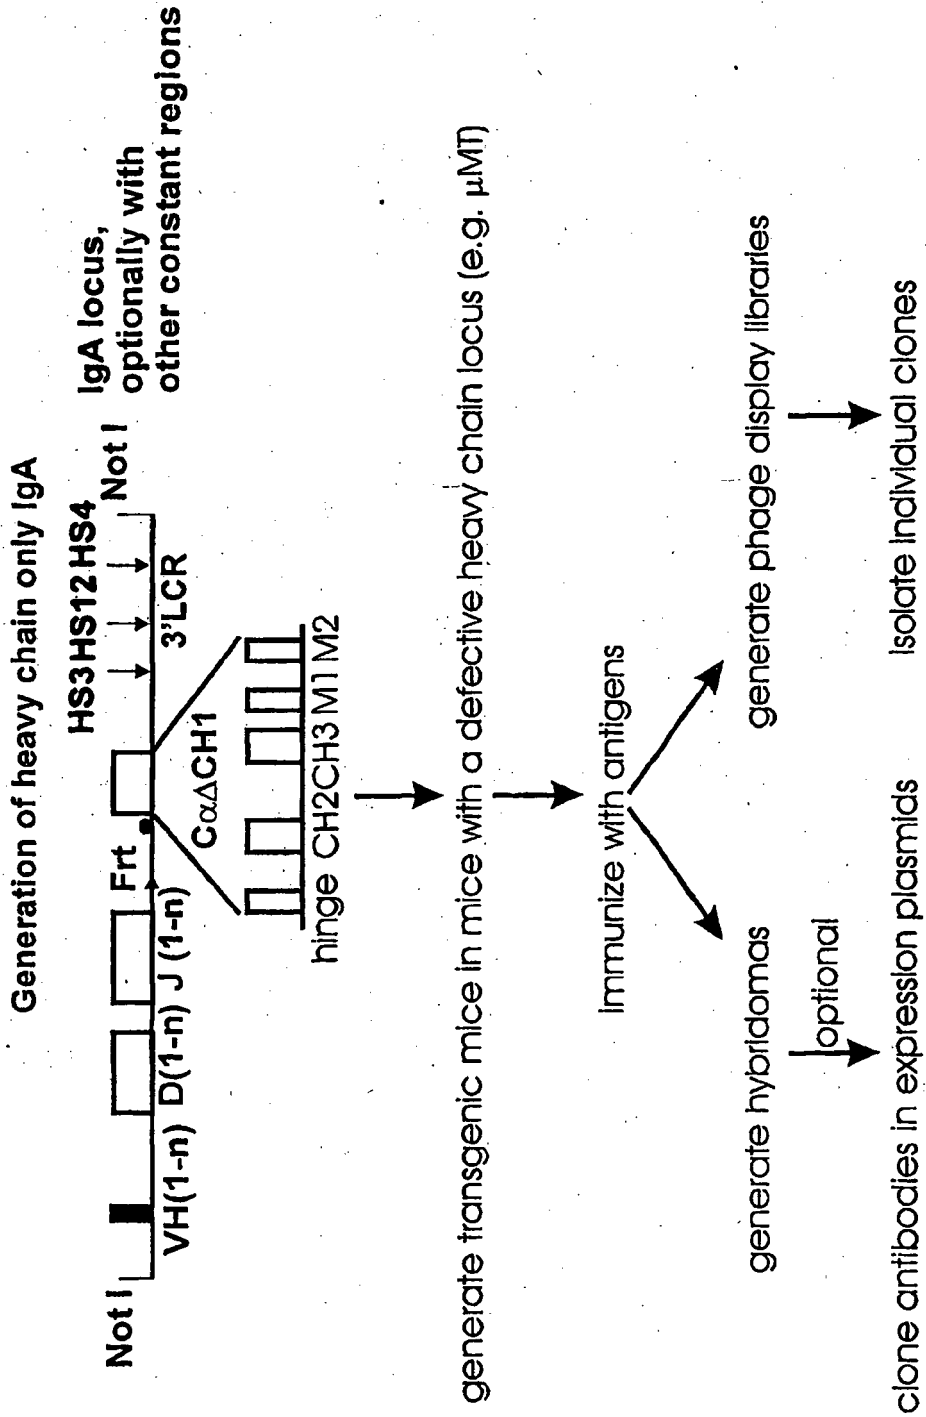 Generation of heavy chain only IgA
HS3 HS12 HS4
Not I
Not I
IgA locus,
optionally with
other constant regions
Frt
VH(1-n) D(1-n) J (1-n)
3'LCR
CαΔCH1
hinge CH2 CH3 M1 M2
generate transgenic mice in mice with a defective heavy chain locus (e.g. µMT)
Immunize with antigens
generate hybridomas
generate phage display libraries
optional
clone antibodies in expression plasmids
Isolate Individual clones